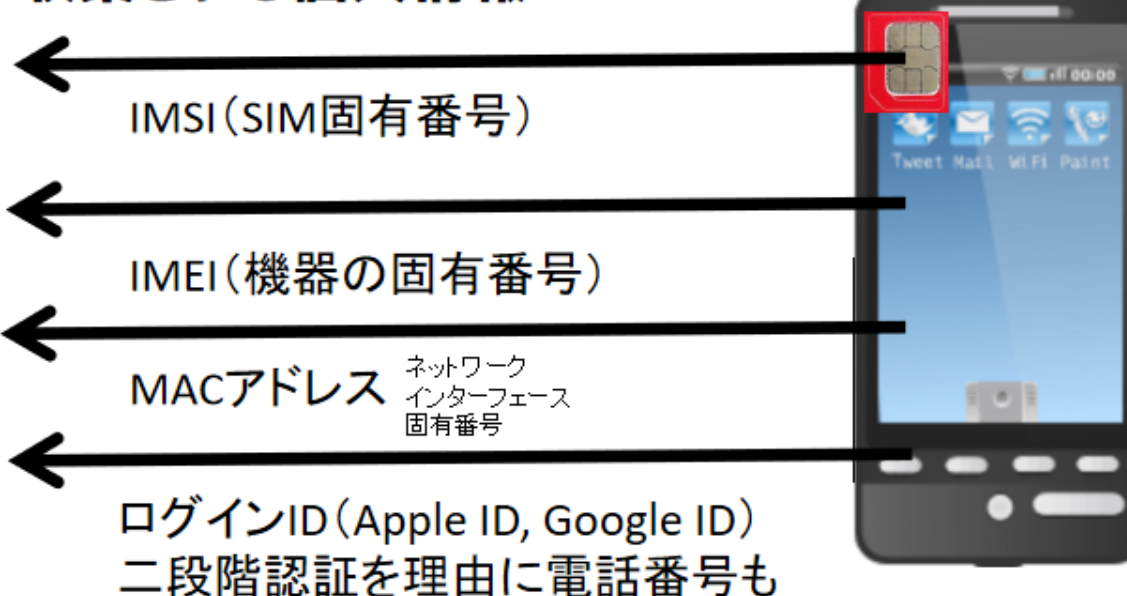 IMSI(SIM固有番号)
00:00
Tweet Mail WiFi Paint
IMEI(機器の固有番号)
MACアドレス
ネットワーク
インターフェース
固有番号
ログインID(Apple ID, Google ID)
二段階認証を理由に電話番号も